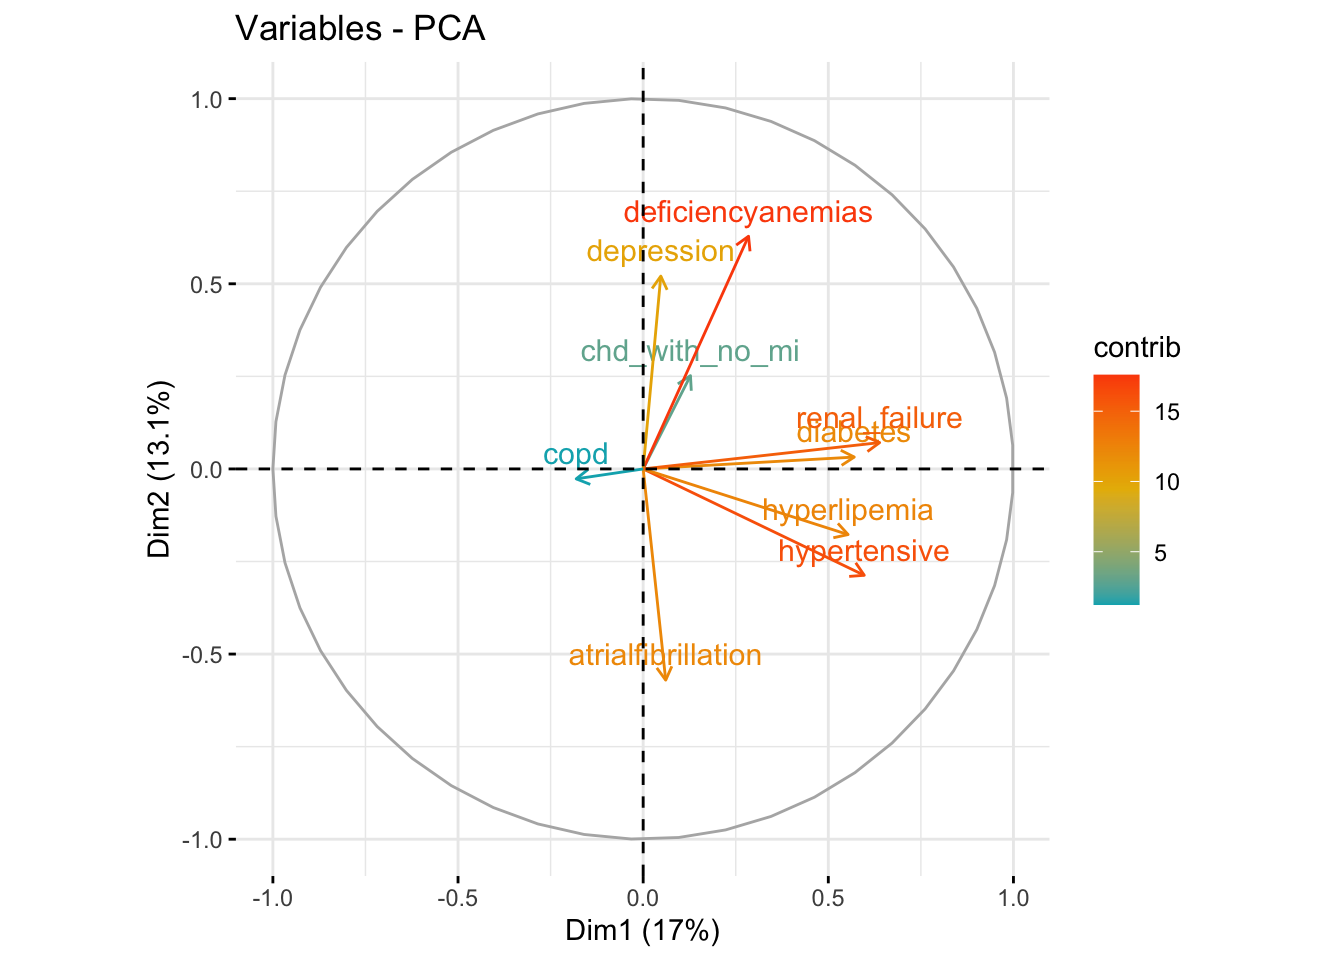 Variables - PCA
1.0
0.5
0.0
-0.5
-1.0
Dim2 (13.1%)
deficiencyanemias
depression
chd_with_no_mi
renal_failure
diabetes
copd
hyperlipemia
hypertensive
atrialfibrillation
-1.0
-0.5
0.0
0.5
1.0
Dim1 (17%)
contrib
15
10
5